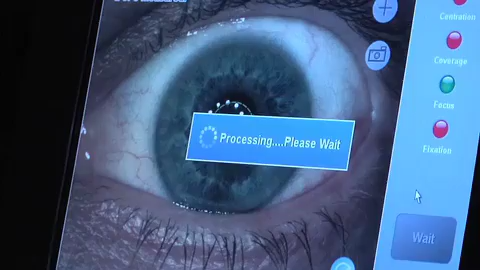 Centration
Coverage
Focus
Fixation
Processing....Please Wait
Wait